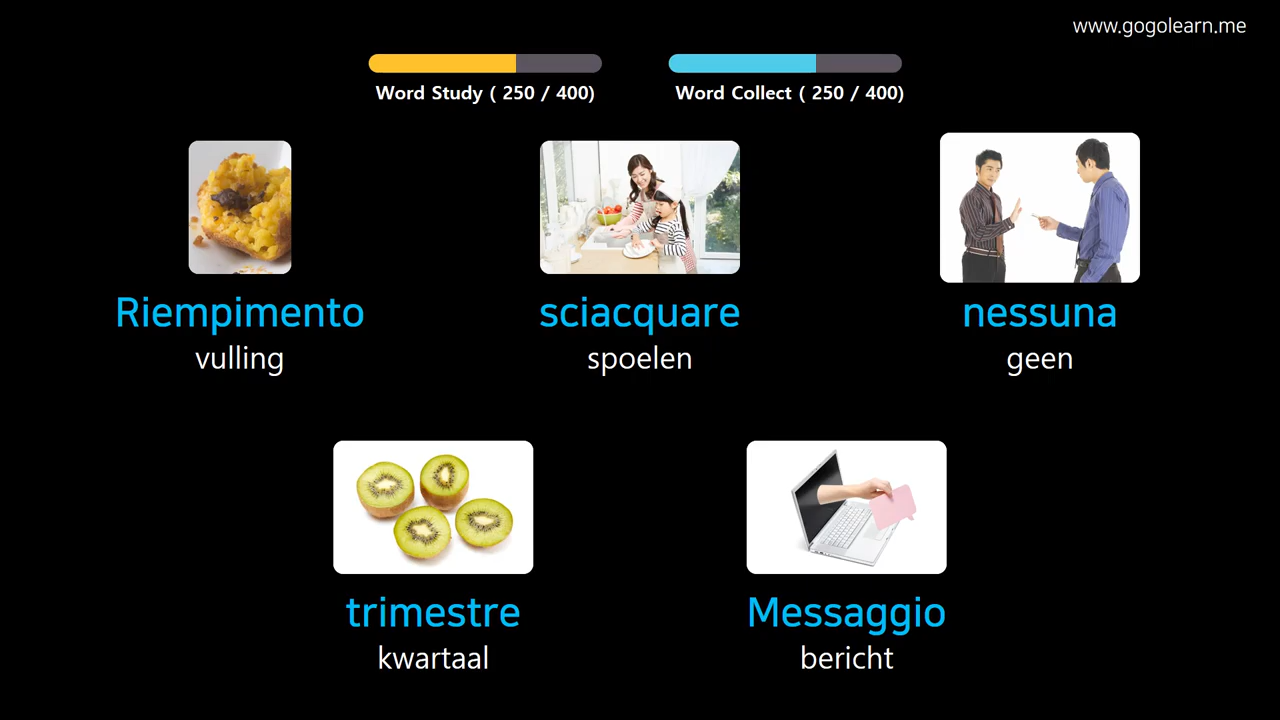 www.gogolearn.me
Word Study ( 250 / 400)
Word Collect ( 250 / 400)
Riempimento
vulling
sciacquare
spoelen
nessuna
geen
trimestre
kwartaal
Messaggio
bericht